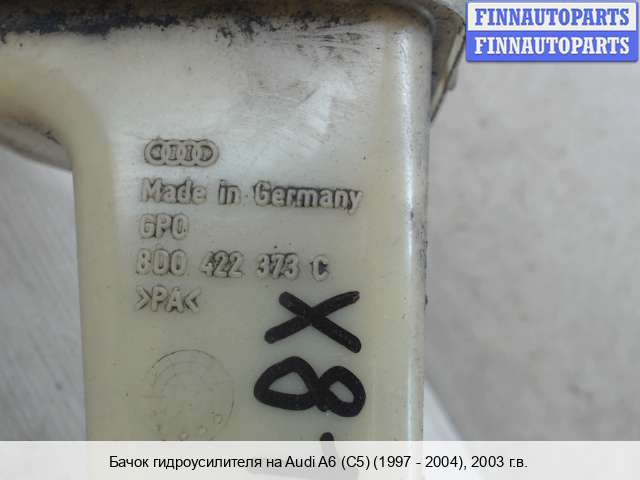 FINNAUTOPARTS
FINNAUTOPARTS
Made in Germany
GPO
8D0 422 373 C
>PA<
8X
Бачок гидроусилителя на Audi A6 (C5) (1997 - 2004), 2003 г.в.